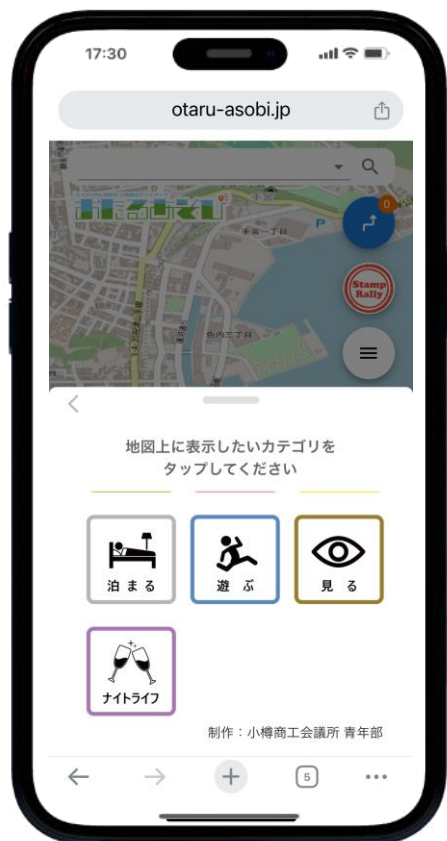 17:30
otaru-asobi.jp
手宮一丁目
P
0
Stamp
Rally
色内三丁目
地図上に表示したいカテゴリを
タップしてください
泊まる
遊ぶ
見る
ナイトライフ
制作:小樽商工会議所 青年部
5